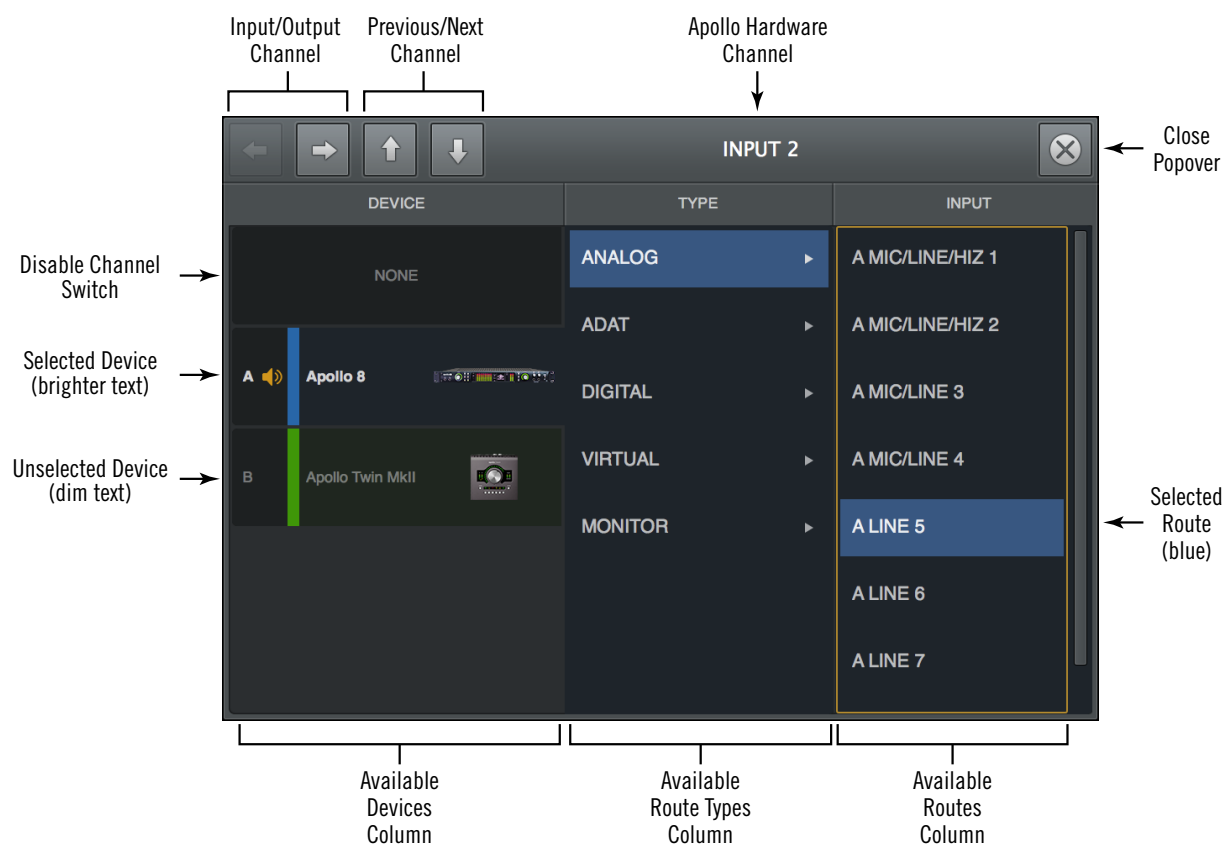 Input/Output
Channel
Previous/Next
Channel
Apollo Hardware
Channel
INPUT 2
Close
Popover
DEVICE
TYPE
INPUT
Disable Channel
Switch
NONE
ANALOG
A MIC/LINE/HIZ 1
ADAT
A MIC/LINE/HIZ 2
Selected Device
(brighter text)
A
Apollo 8
DIGITAL
A MIC/LINE 3
Unselected Device
(dim text)
B
Apollo Twin MkII
VIRTUAL
A MIC/LINE 4
MONITOR
A LINE 5
Selected
Route
(blue)
A LINE 6
A LINE 7
Available
Devices
Column
Available
Route Types
Column
Available
Routes
Column